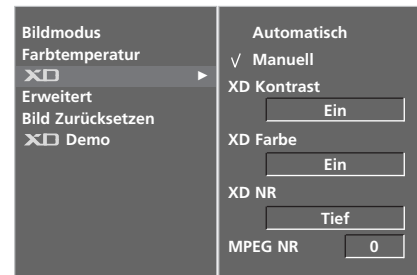 Bildmodus
Farbtemperatur
XD
Erweitert
Bild Zurücksetzen
XD Demo
Automatisch
√ Manuell
XD Kontrast
Ein
XD Farbe
Ein
XD NR
Tief
MPEG NR 0